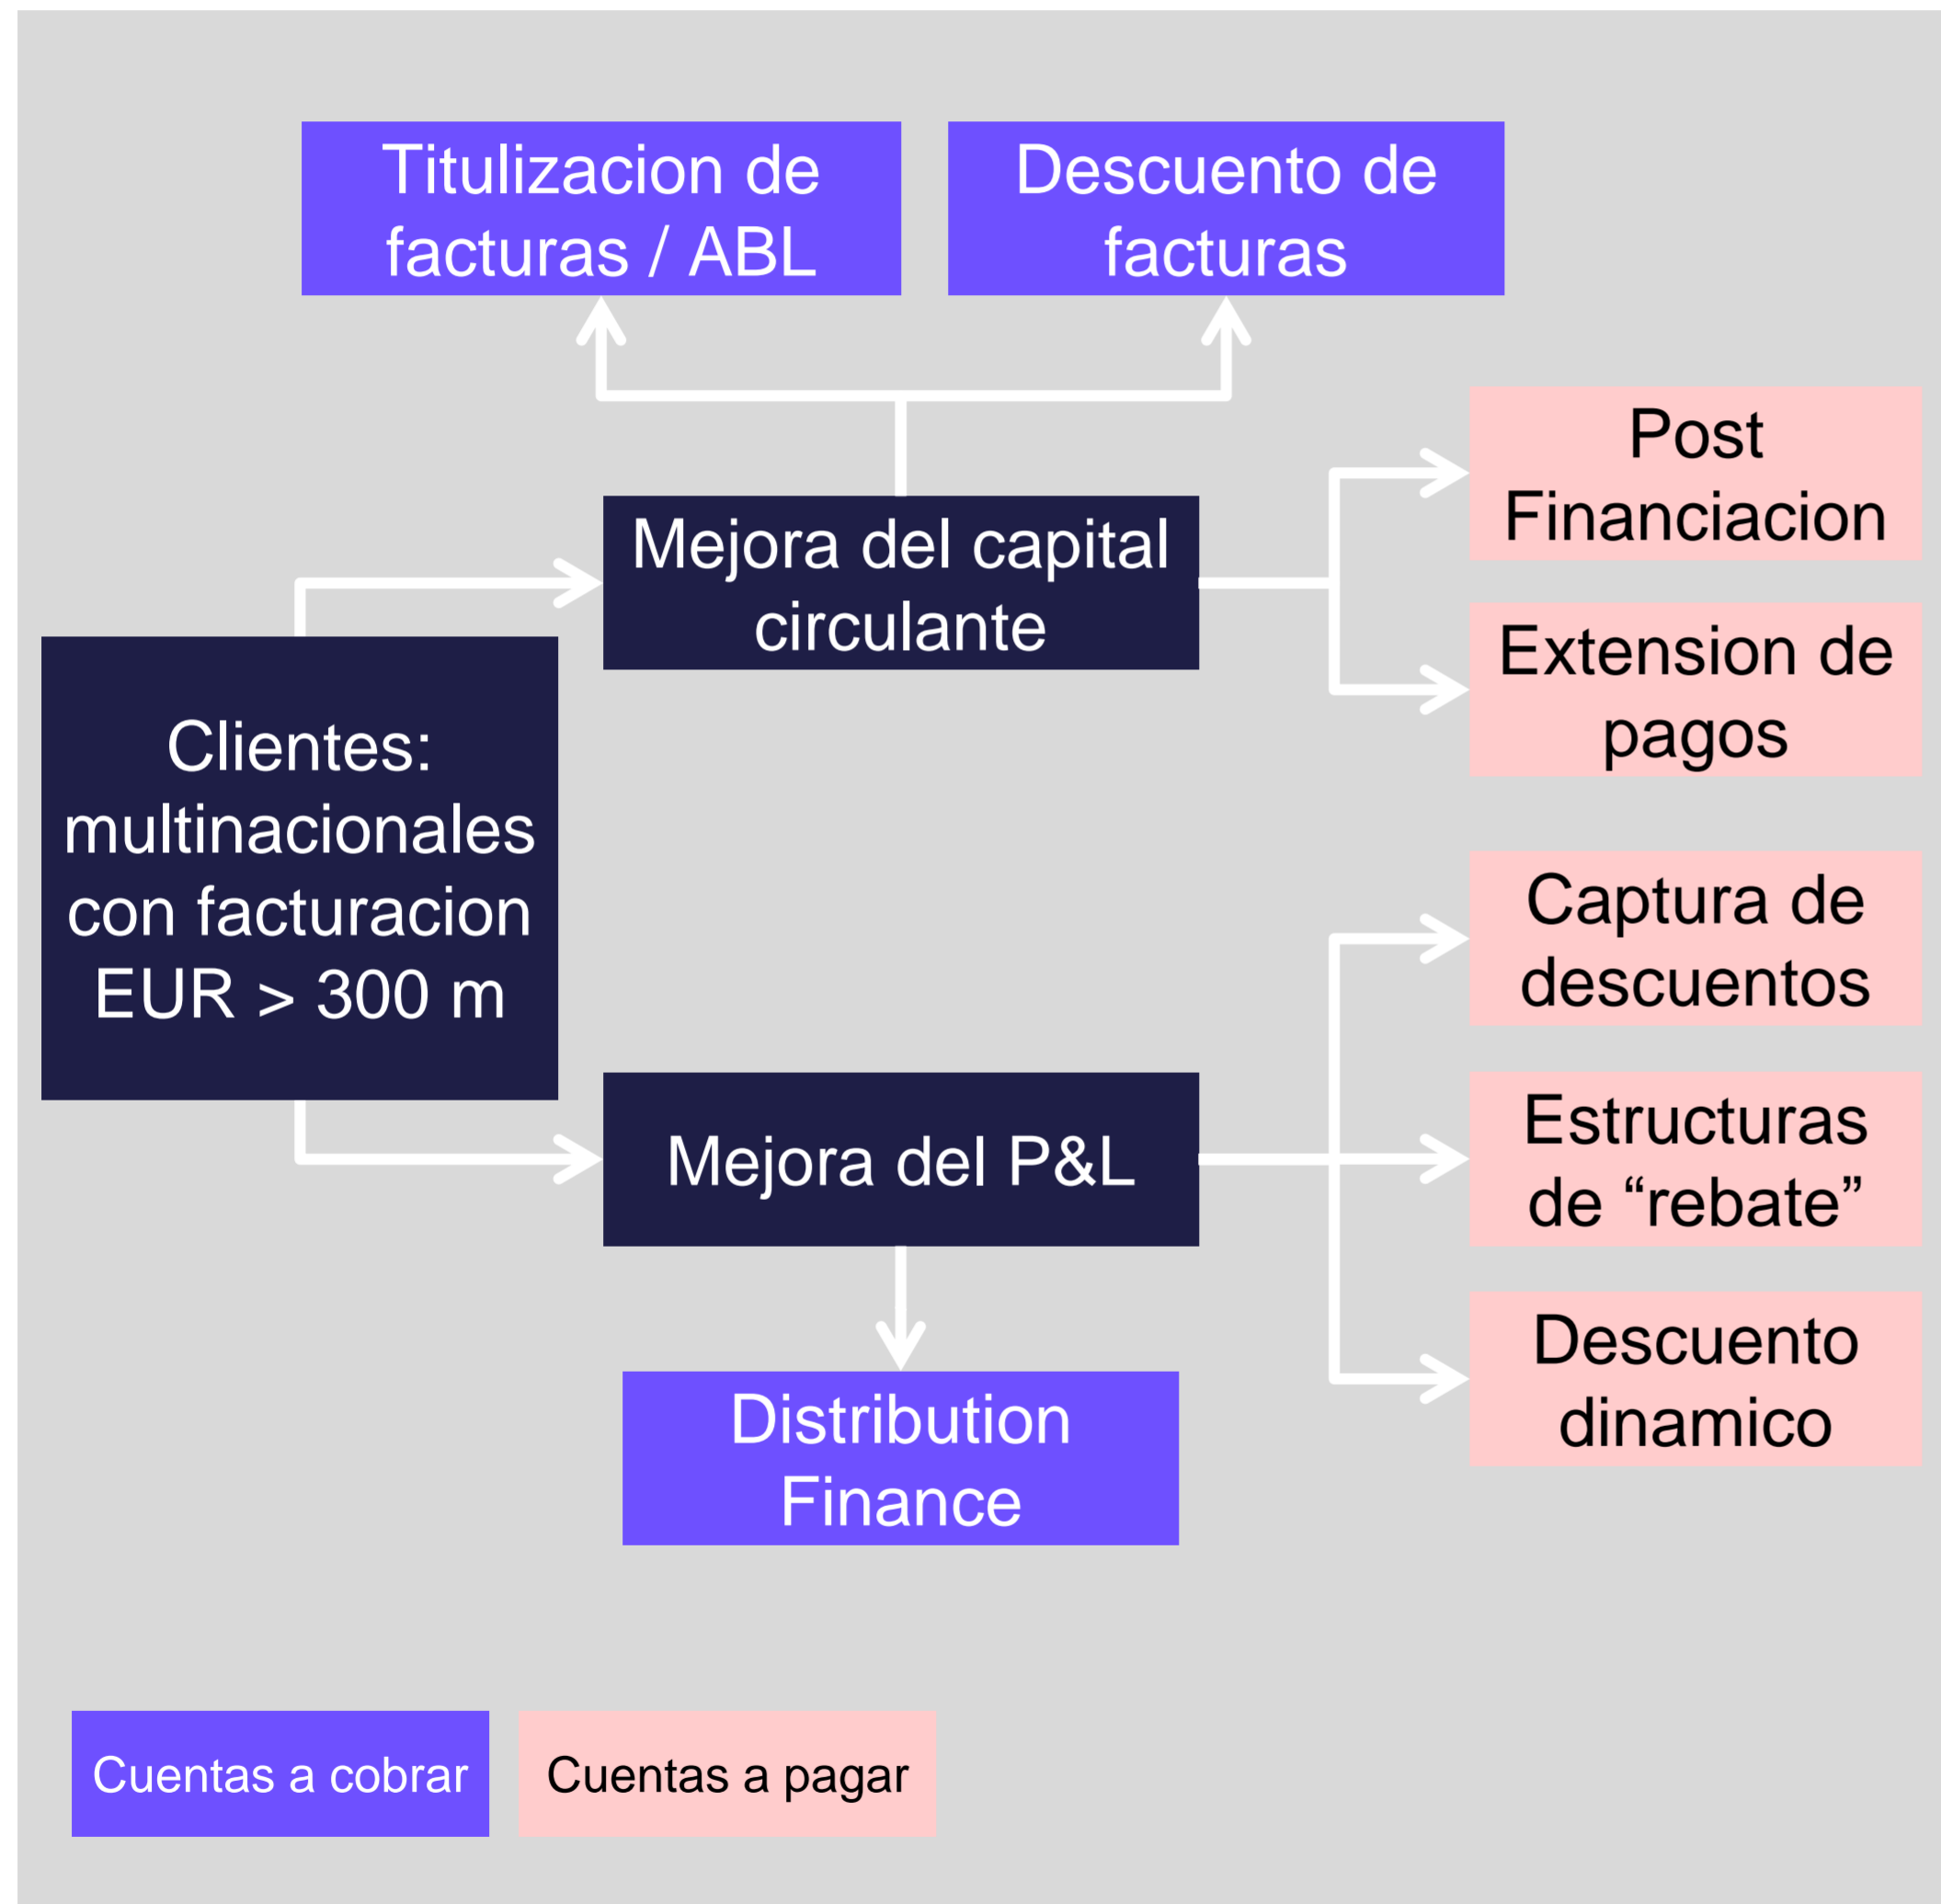 Titulizacion de
facturas / ABL
Descuento de
facturas
Post
Financiacion
Mejora del capital
circulante
Extension de
pagos
Clientes:
multinacionales
con facturacion
EUR > 300 m
Captura de
descuentos
Mejora del P&L
Estructuras
de “rebate”
Descuento
dinamico
Distribution
Finance
Cuentas a cobrar
Cuentas a pagar